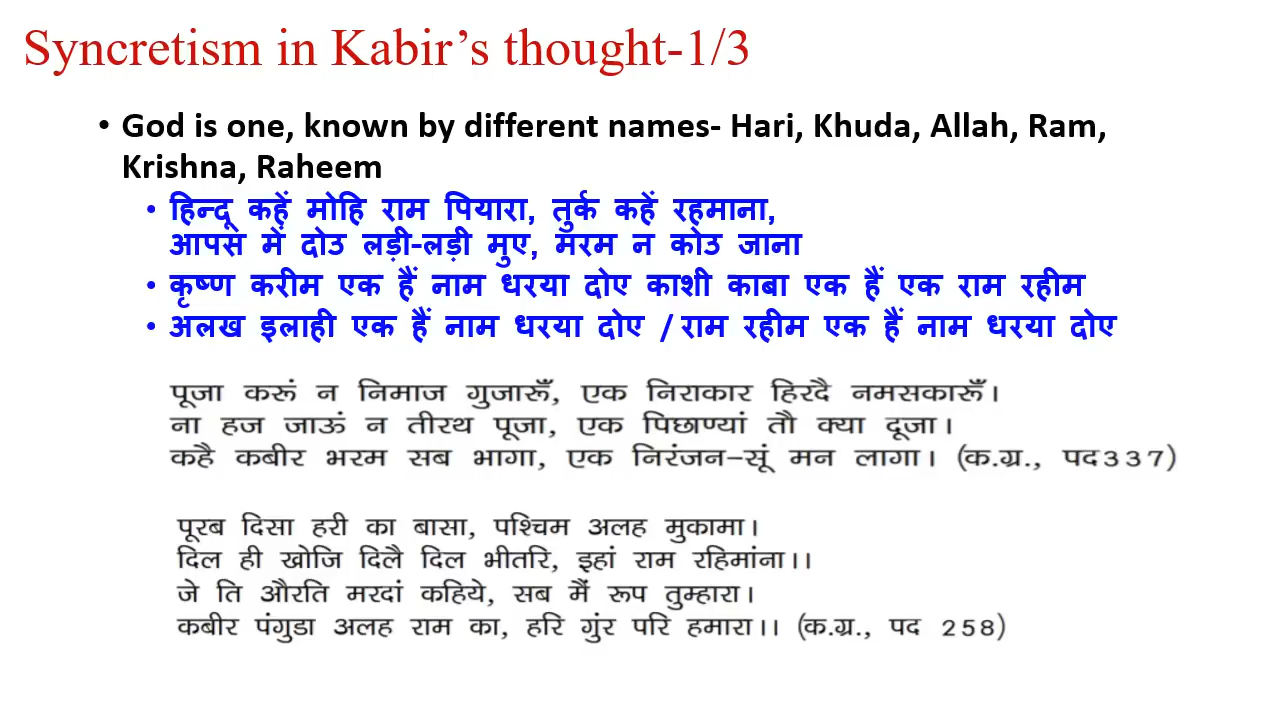 Syncretism in Kabir's thought-1/3
• God is one, known by different names- Hari, Khuda, Allah, Ram,
Krishna, Raheem
• हिन्दू कहें मोहि राम पियारा, तुर्क कहें रहमाना,
आपस में दोउ लड़ी-लड़ी मुए, मरम न कोउ जाना
• कृष्ण करीम एक हैं नाम धरया दोए काशी काबा एक हैं एक राम रहीम
• अलख इलाही एक हैं नाम धरया दोए / राम रहीम एक हैं नाम धरया दोए
पूजा करूं न निमाज गुजारूँ, एक निराकार हिरदै नमसकारूँ।
ना हज जाऊं न तीरथ पूजा, एक पिछाण्यां तौ क्या दूजा।
कहै कबीर भरम सब भागा, एक निरंजन–सूं मन लागा। (क.ग्र., पद३३७)
पूरब दिसा हरी का बासा, पश्चिम अलह मुकामा।
दिल ही खोजि दिलै दिल भीतरि, इहां राम रहिमांना।।
जे ति औरति मरदां कहिये, सब मैं रूप तुम्हारा।
कबीर पंगुडा अलह राम का, हरि गुंर परि हमारा।। (क.ग्र., पद 258)